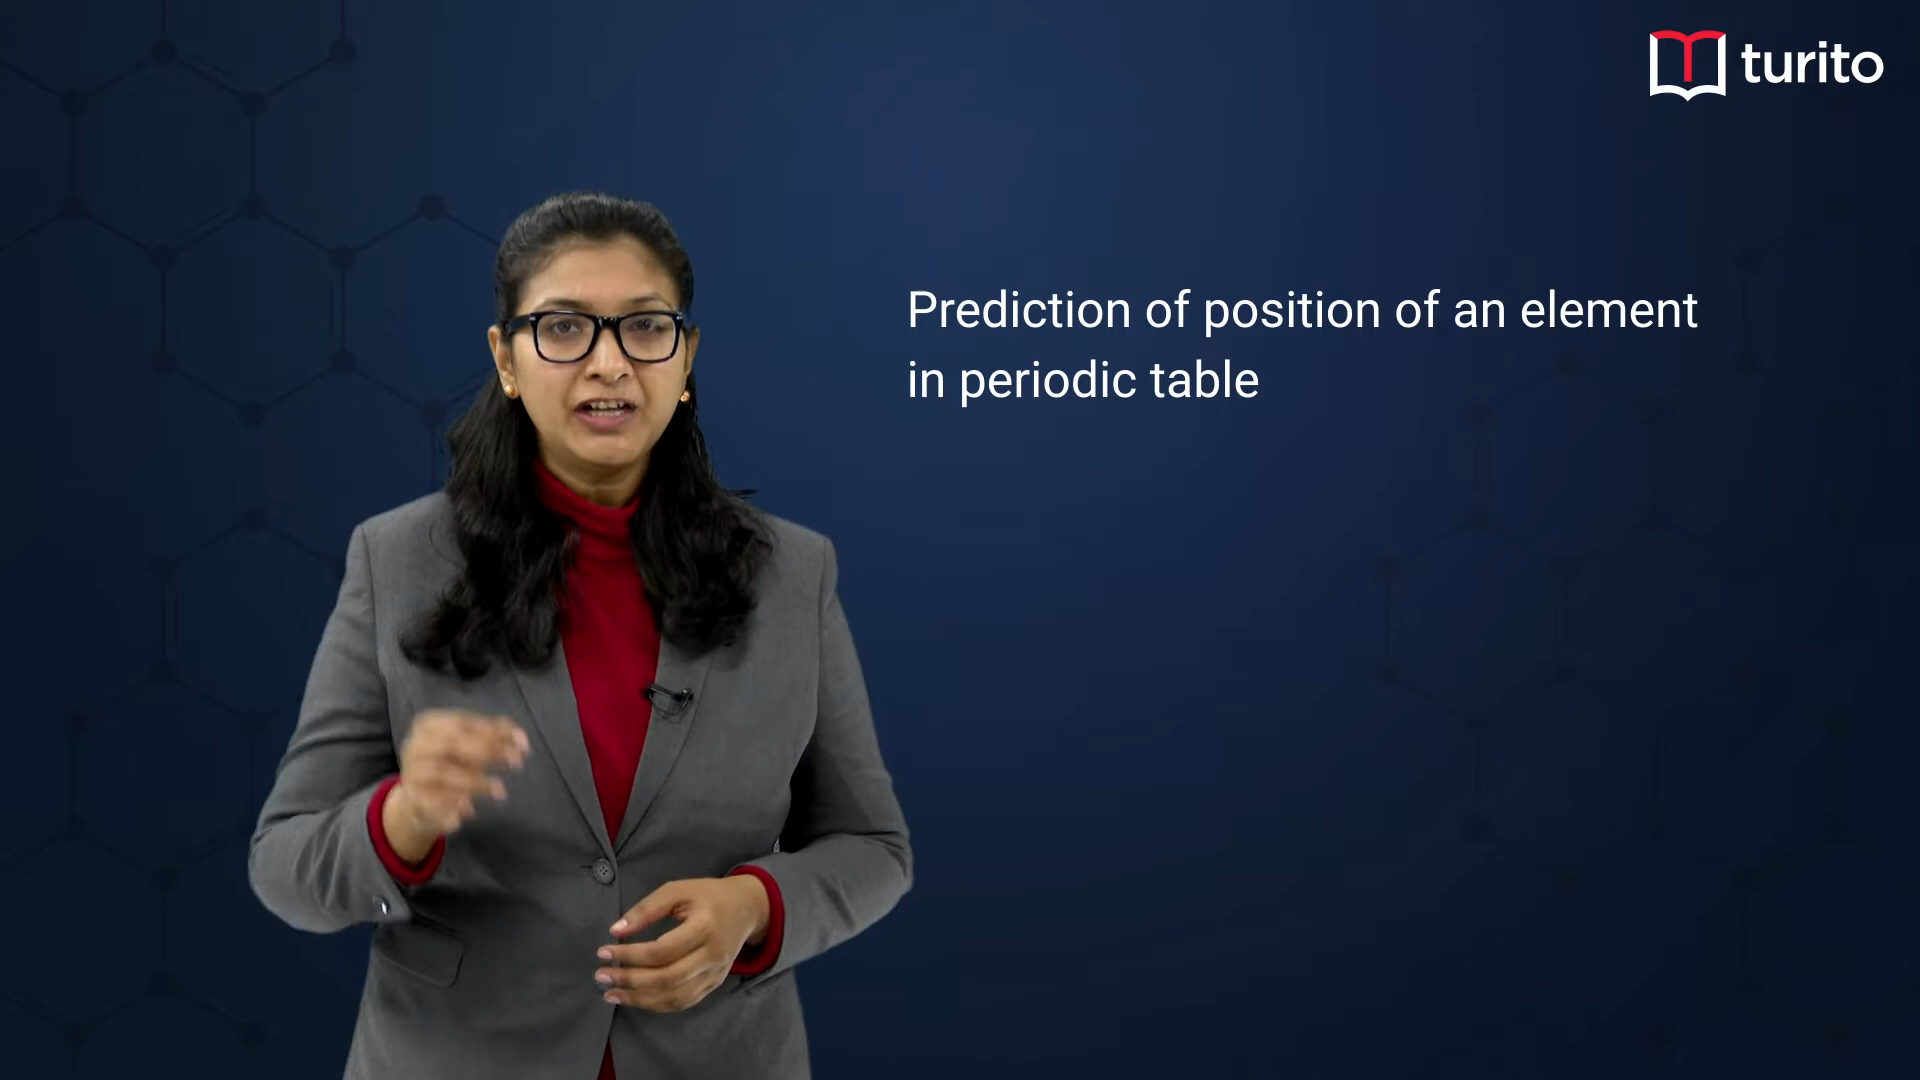 turito
Prediction of position of an element
in periodic table